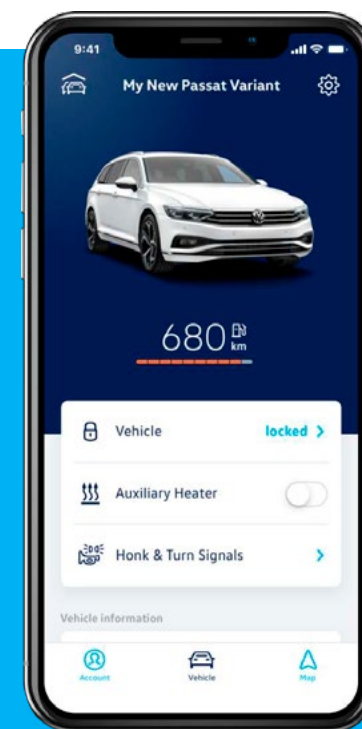 9:41
My New Passat Variant
680 km
Vehicle locked
Auxiliary Heater
Honk & Turn Signals
Vehicle information
Account Vehicle Map